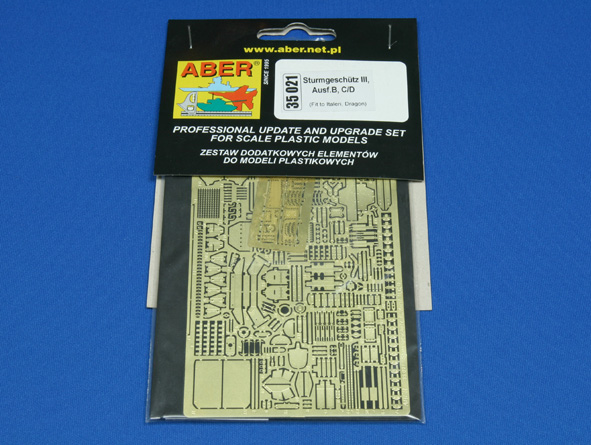 www.aber.net.pl
ABER®
SINCE 1995
35 021
Sturmgeschütz III,
Ausf.B, C/D
(Fit to Italeri, Dragon)
PROFESSIONAL UPDATE AND UPGRADE SET
FOR SCALE PLASTIC MODELS
ZESTAW DODATKOWYCH ELEMENTÓW
DO MODELI PLASTIKOWYCH